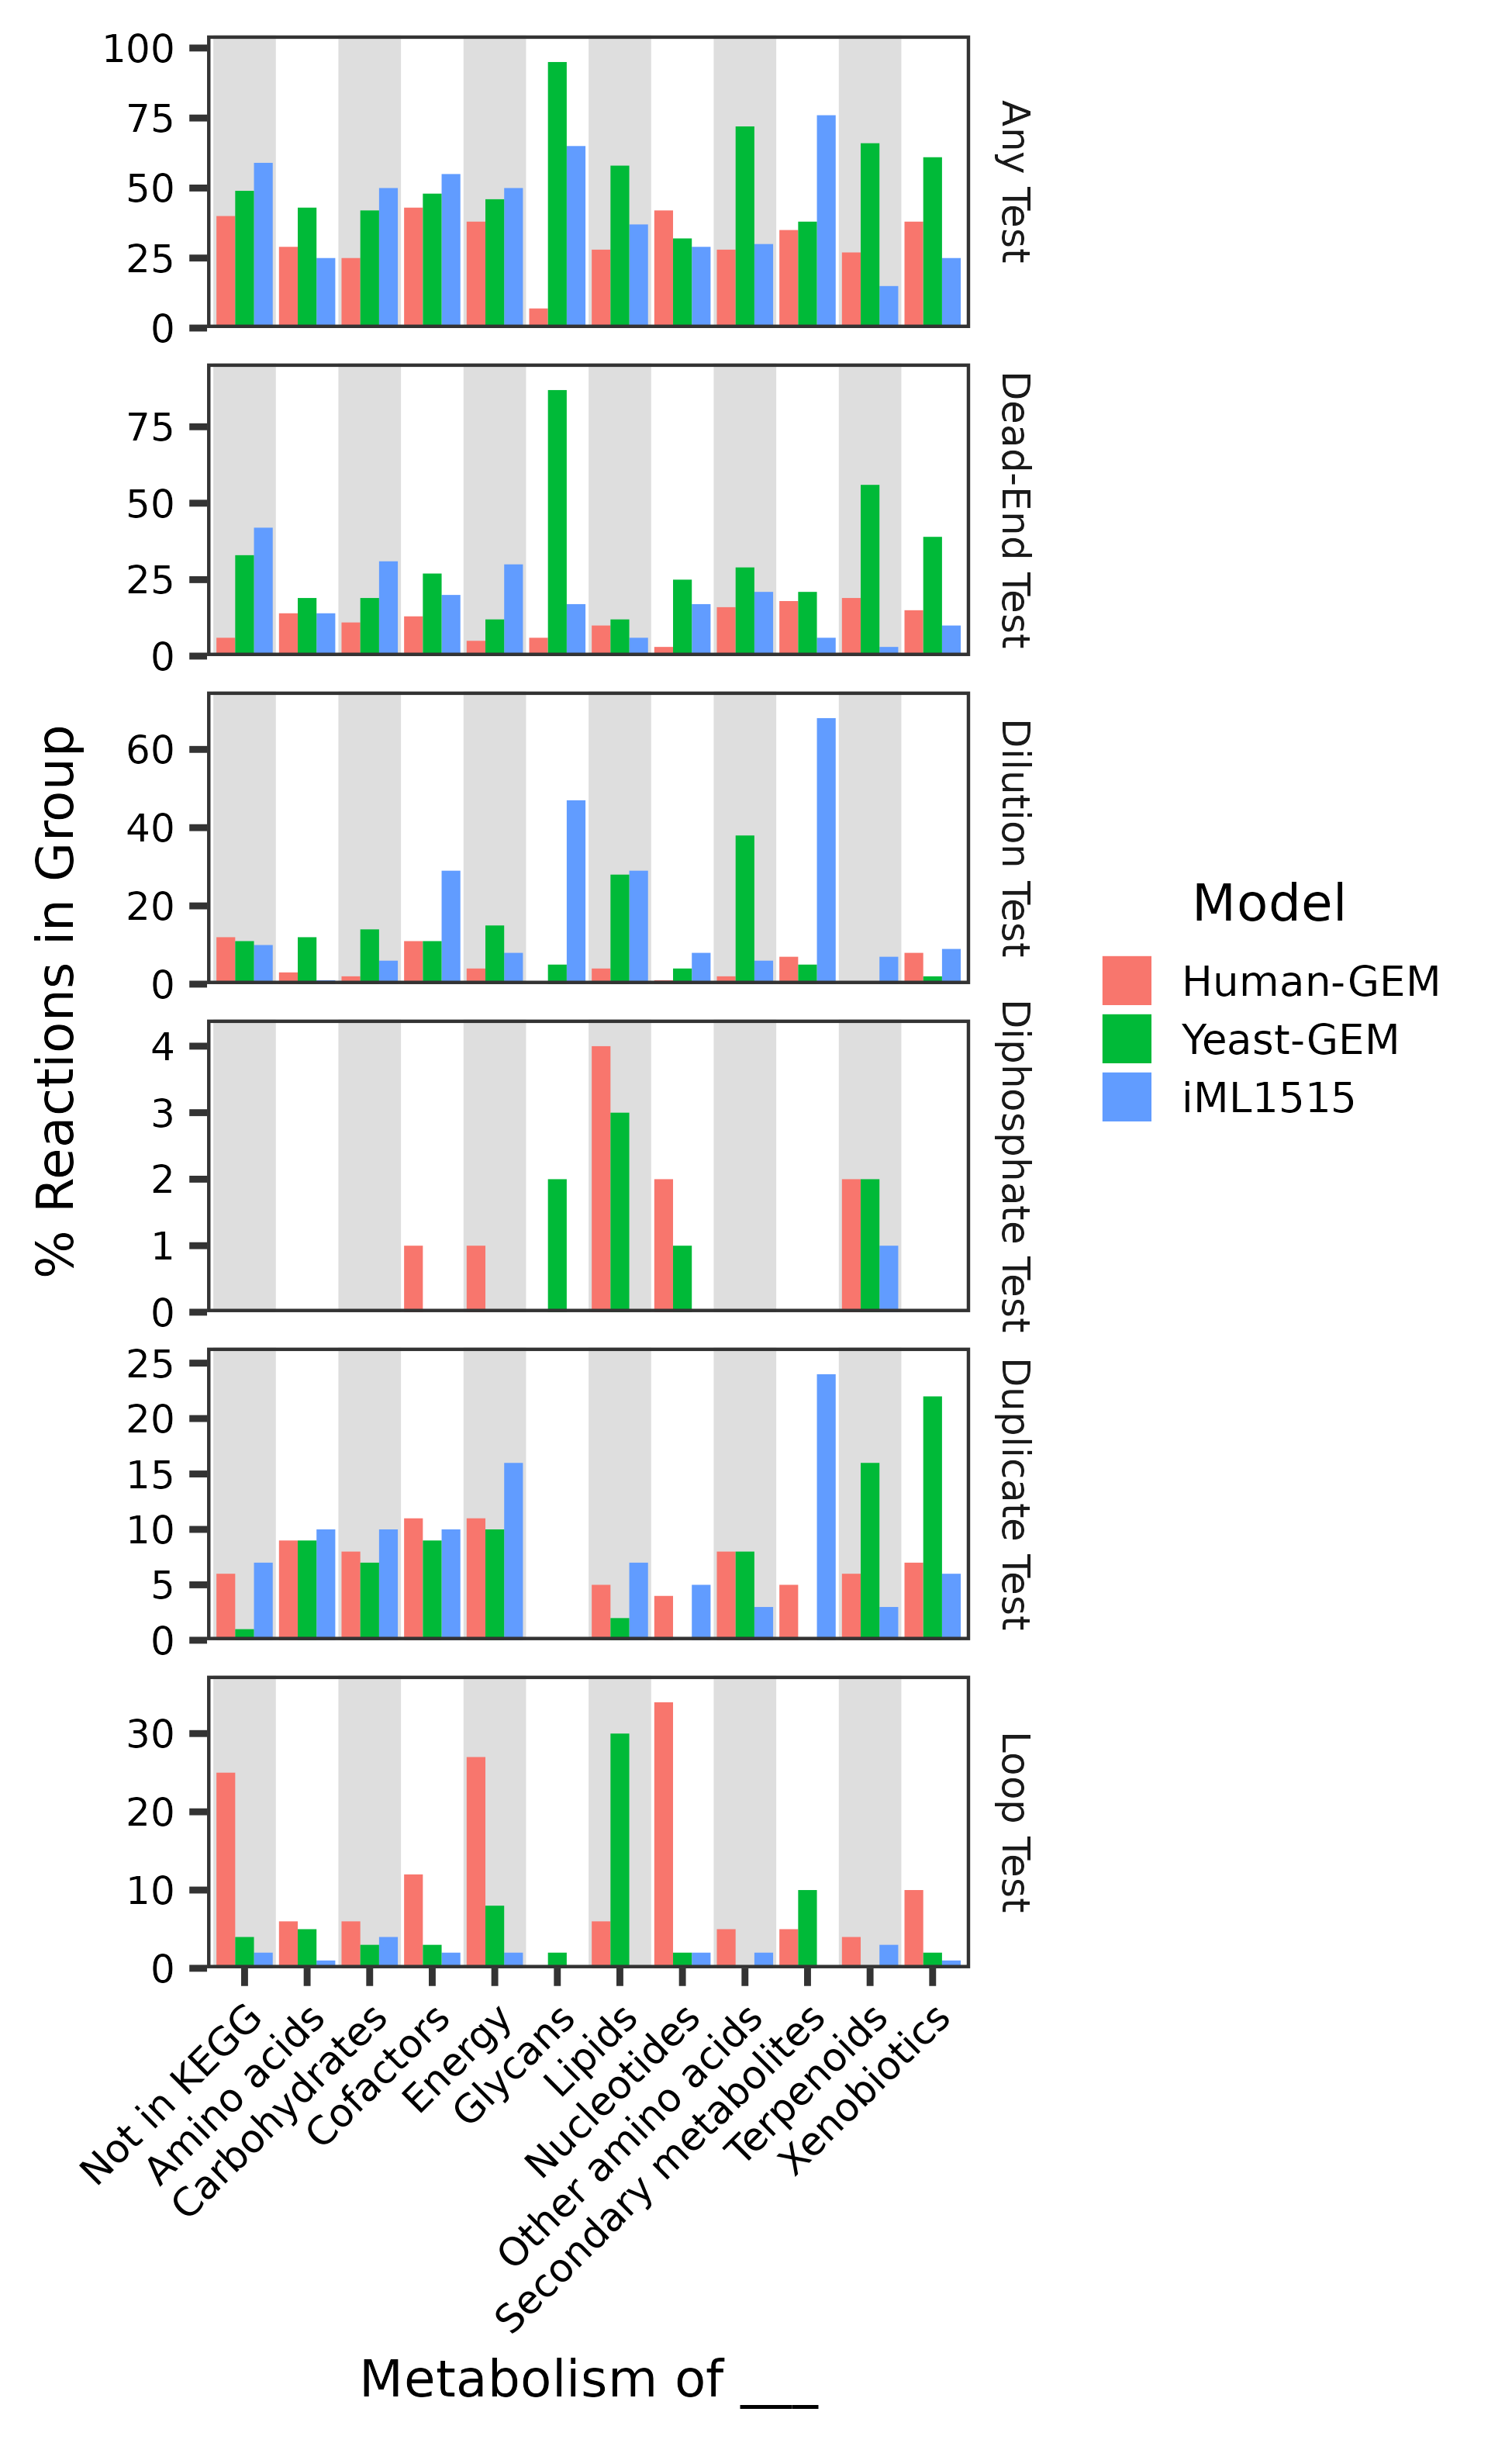 100
75
50
25
0
Any Test
75
50
25
0
Dead-End Test
60
40
20
0
Dilution Test
4
3
2
1
0
Diphosphate Test
25
20
15
10
5
0
Duplicate Test
30
20
10
0
Loop Test
% Reactions in Group
Not in KEGG
Amino acids
Carbohydrates
Cofactors
Energy
Glycans
Lipids
Nucleotides
Other amino acids
Secondary metabolites
Terpenoids
Xenobiotics
Metabolism of ___
Model
Human-GEM
Yeast-GEM
iML1515